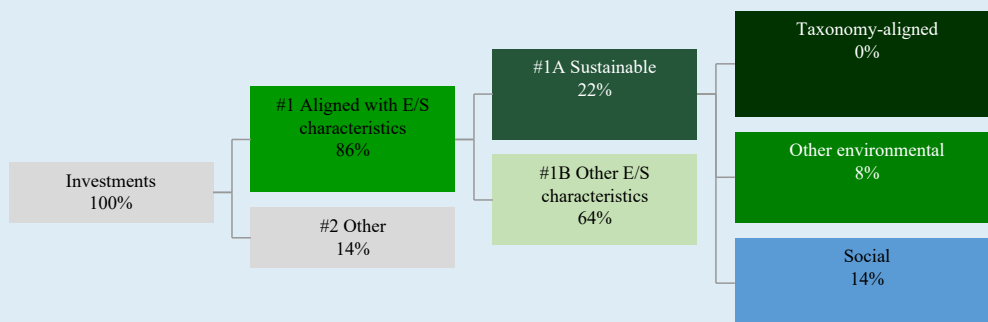 Investments
100%
#1 Aligned with E/S
characteristics
86%
#2 Other
14%
#1A Sustainable
22%
#1B Other E/S
characteristics
64%
Taxonomy-aligned
0%
Other environmental
8%
Social
14%